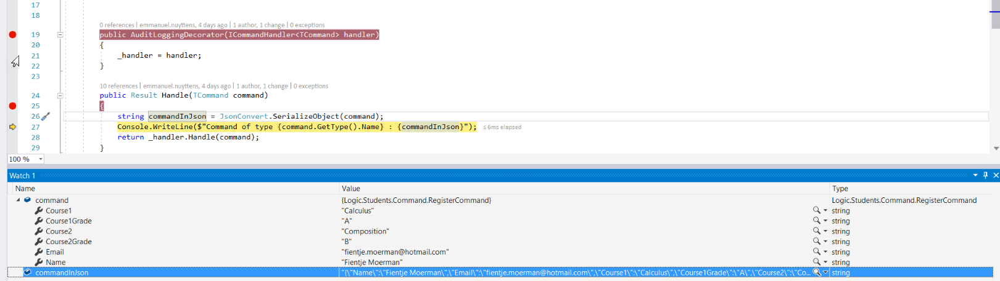 17
18
0 references | emmanuel.nuyttens, 4 days ago | 1 author, 1 change | 0 exceptions
19 public AuditLoggingDecorator(ICommandHandler<TCommand> handler)
20 {
21 _handler = handler;
22 }
23
10 references | emmanuel.nuyttens, 4 days ago | 1 author, 1 change | 0 exceptions
24 public Result Handle(TCommand command)
25 {
26 string commandInJson = JsonConvert.SerializeObject(command);
27 Console.WriteLine($"Command of type {command.GetType().Name} : {commandInJson}"); ≤ 6ms elapsed
28 return _handler.Handle(command);
29 }
100 %
Watch 1
Name Value Type
command {Logic.Students.Command.RegisterCommand} Logic.Students.Command.RegisterCommand
Course1 "Calculus" string
Course1Grade "A" string
Course2 "Composition" string
Course2Grade "B" string
Email "fientje.moerman@hotmail.com" string
Name "Fientje Moerman" string
commandInJson "{\"Name\":\"Fientje Moerman\",\"Email\":\"fientje.moerman@hotmail.com\",\"Course1\":\"Calculus\",\"Course1Grade\":\"A\",\"Course2\":\"Co... string